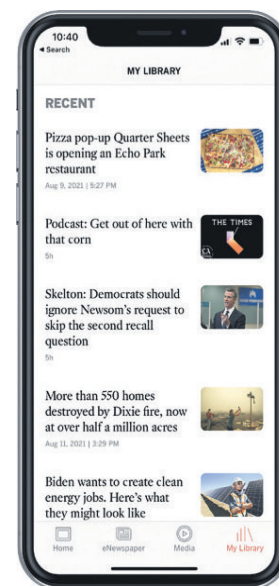 10:40
Search
MY LIBRARY
RECENT
Pizza pop-up Quarter Sheets
is opening an Echo Park
restaurant
Aug 9, 2021 | 5:27 PM
Podcast: Get out of here with
that corn
5h
THE TIMES
Skelton: Democrats should
ignore Newsom's request to
skip the second recall
question
5h
More than 550 homes
destroyed by Dixie fire, now
at over half a million acres
Aug 11, 2021 | 3:29 PM
Biden wants to create clean
energy jobs. Here's what
they might look like
Home
eNewspaper
Media
My Library